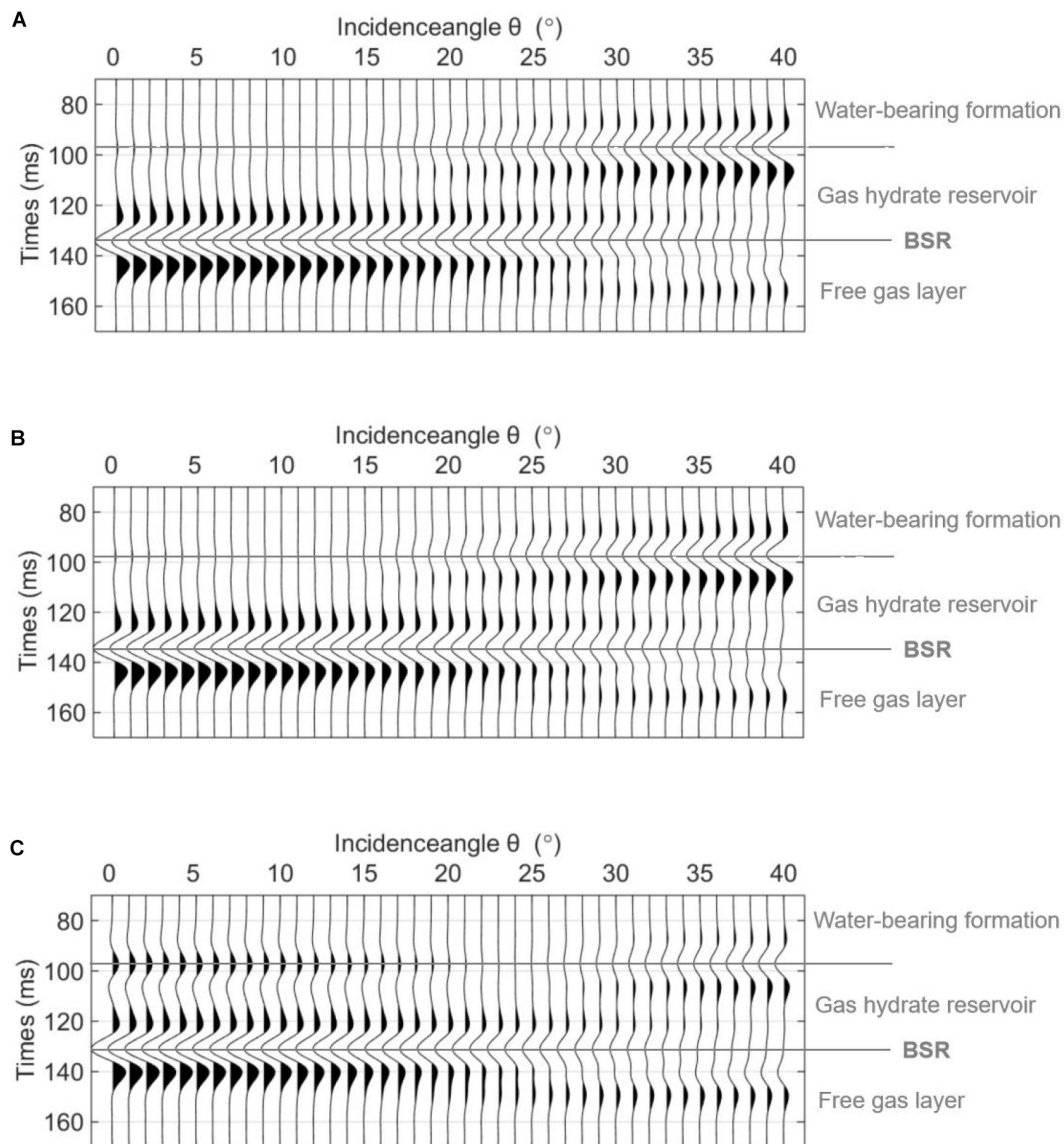 A
Incidenceangle θ (°)
0 5 10 15 20 25 30 35 40
80
100
120
140
160
Times (ms)
Water-bearing formation
Gas hydrate reservoir
BSR
Free gas layer
B
Incidenceangle θ (°)
0 5 10 15 20 25 30 35 40
80
100
120
140
160
Times (ms)
Water-bearing formation
Gas hydrate reservoir
BSR
Free gas layer
C
Incidenceangle θ (°)
0 5 10 15 20 25 30 35 40
80
100
120
140
160
Times (ms)
Water-bearing formation
Gas hydrate reservoir
BSR
Free gas layer